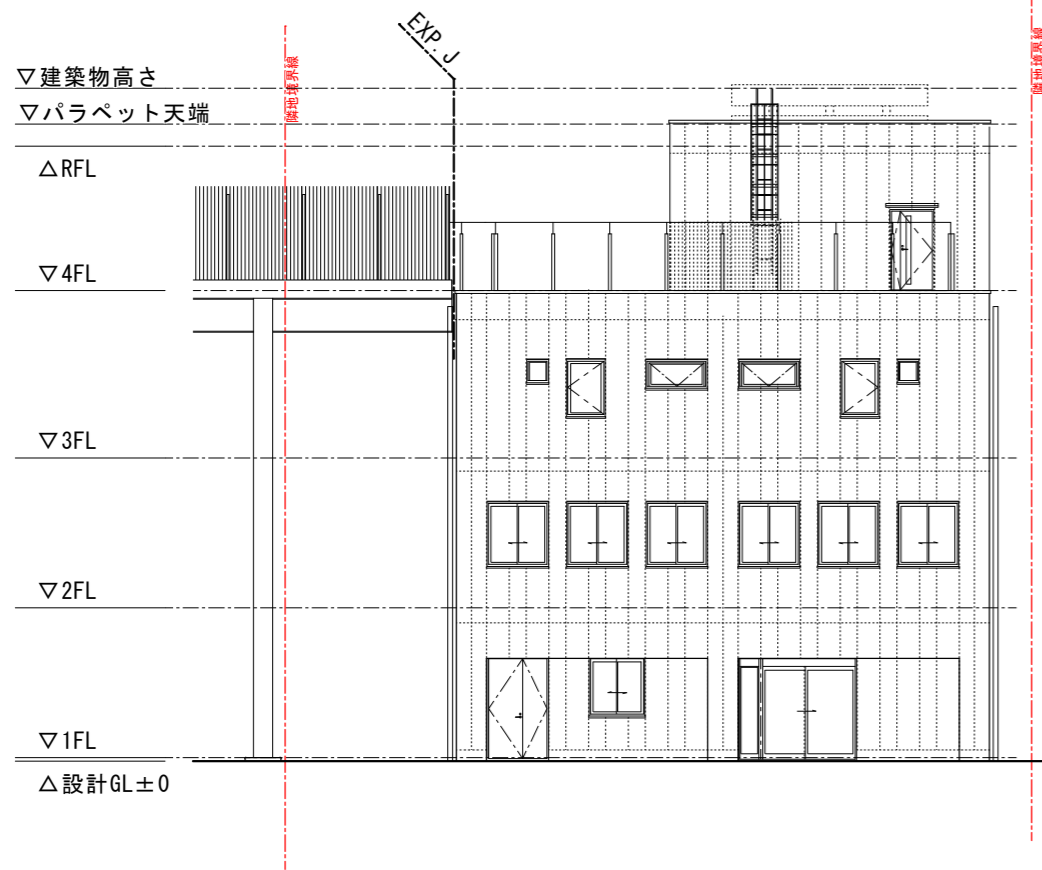 EXP.J
隣地境界線
隣地境界線
▽建築物高さ
▽パラペット天端
△RFL
▽4FL
▽3FL
▽2FL
▽1FL
△設計GL±0